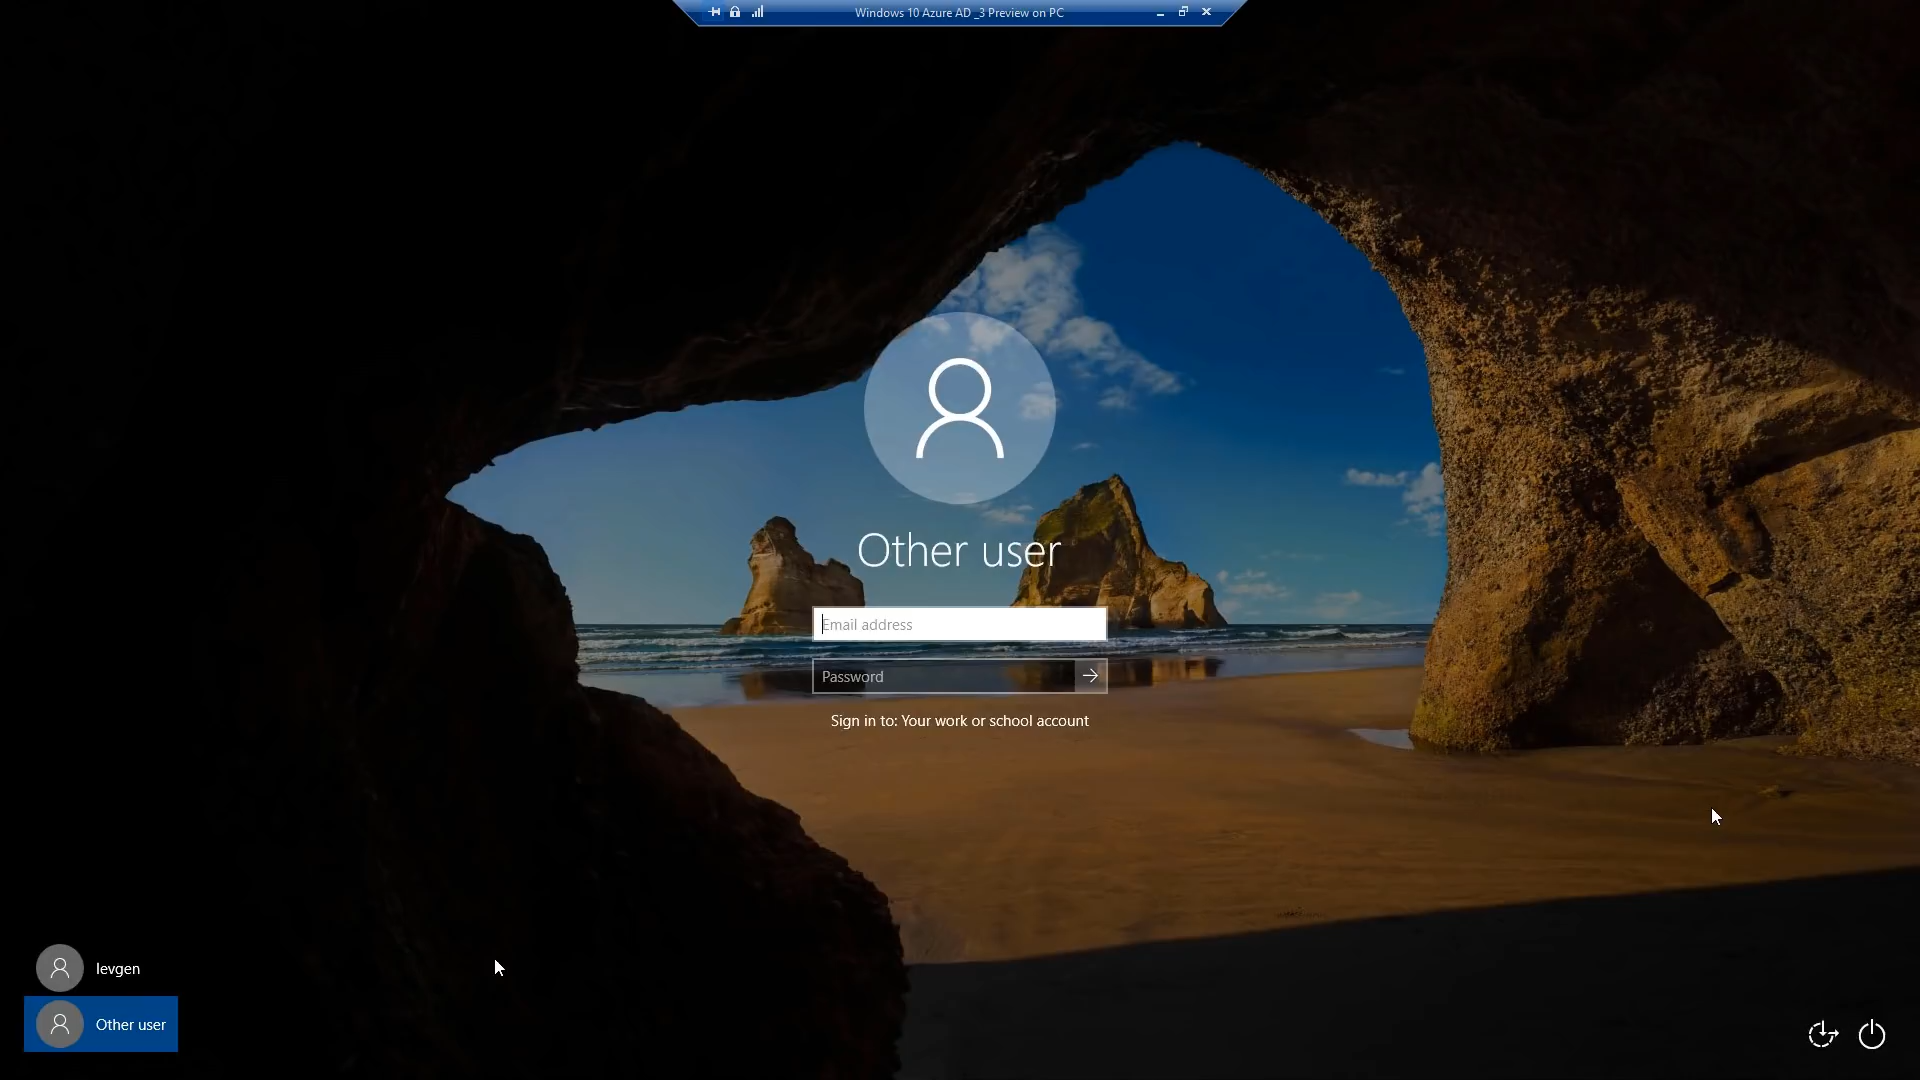 Windows 10 Azure AD _3 Preview on PC
Other user
Email address
Password
Sign in to: Your work or school account
Ievgen
Other user